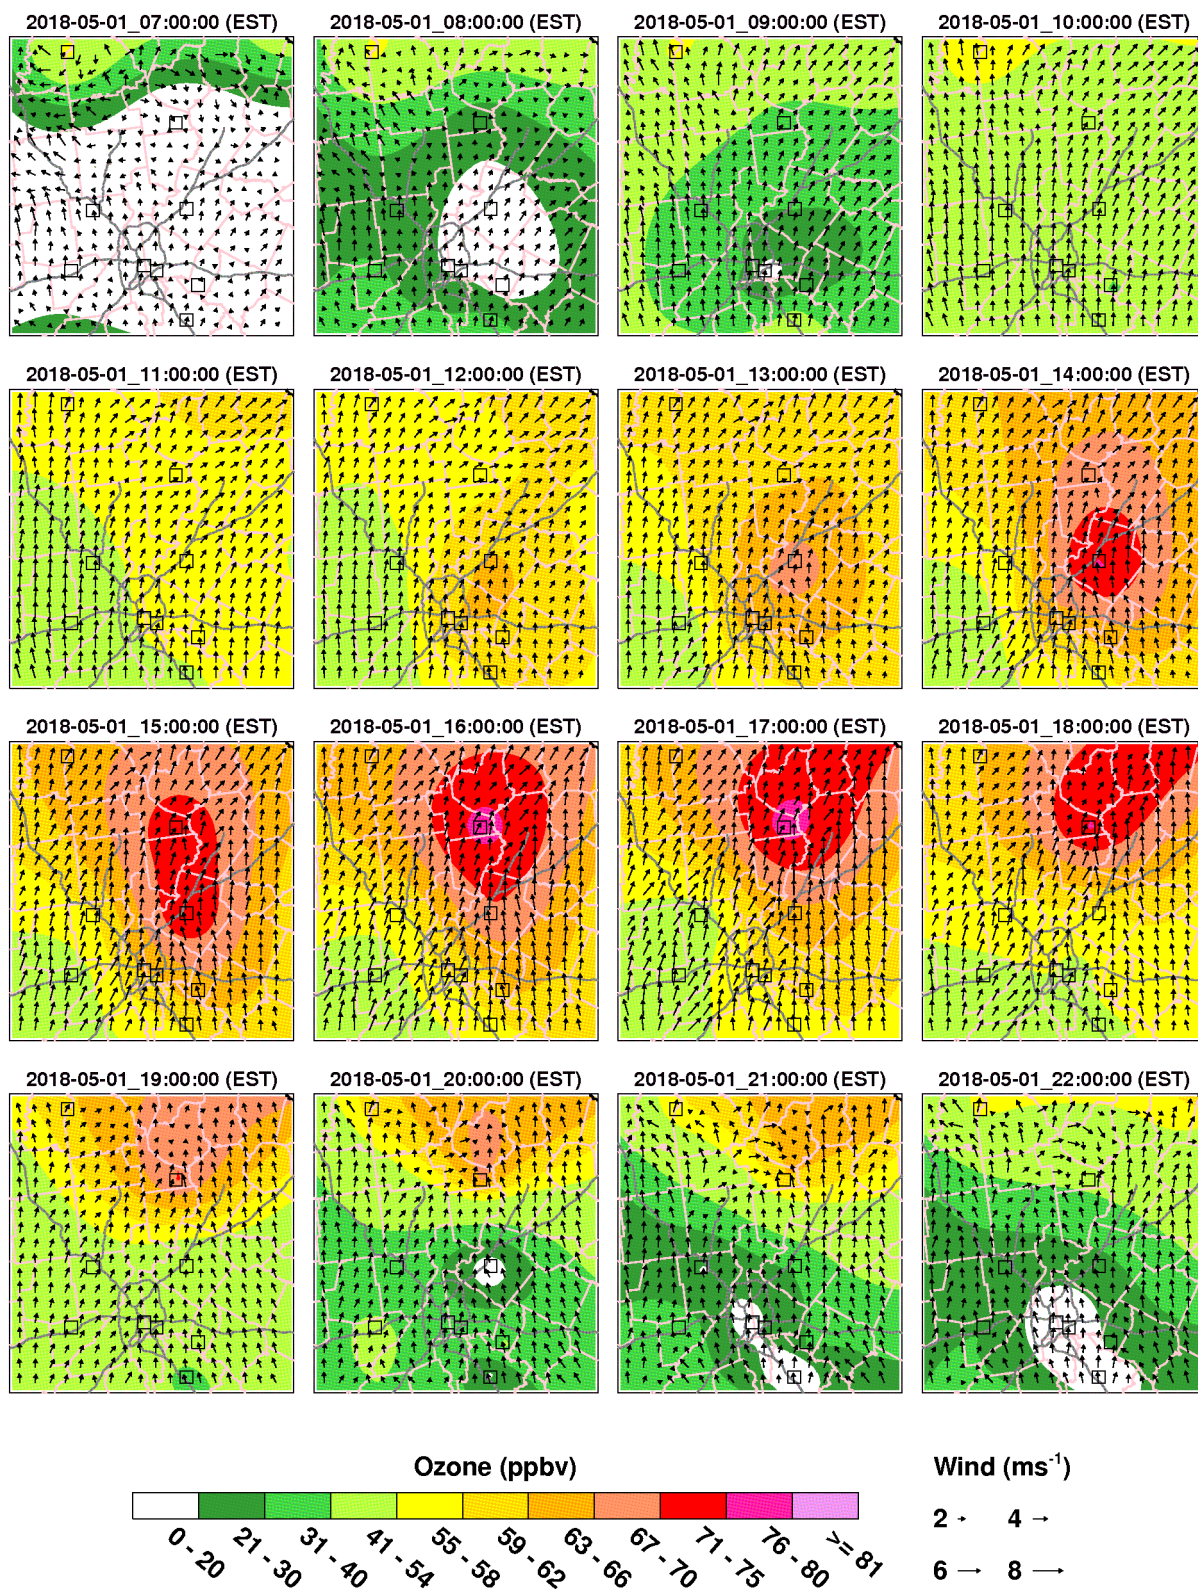 2018-05-01_07:00:00 (EST) 2018-05-01_08:00:00 (EST) 2018-05-01_09:00:00 (EST) 2018-05-01_10:00:00 (EST)
2018-05-01_11:00:00 (EST) 2018-05-01_12:00:00 (EST) 2018-05-01_13:00:00 (EST) 2018-05-01_14:00:00 (EST)
2018-05-01_15:00:00 (EST) 2018-05-01_16:00:00 (EST) 2018-05-01_17:00:00 (EST) 2018-05-01_18:00:00 (EST)
2018-05-01_19:00:00 (EST) 2018-05-01_20:00:00 (EST) 2018-05-01_21:00:00 (EST) 2018-05-01_22:00:00 (EST)
Ozone (ppbv)
0 - 20 21 - 30 31 - 40 41 - 54 55 - 58 59 - 62 63 - 66 67 - 70 71 - 75 76 - 80 >= 81
Wind (ms⁻¹)
2 4
6 8